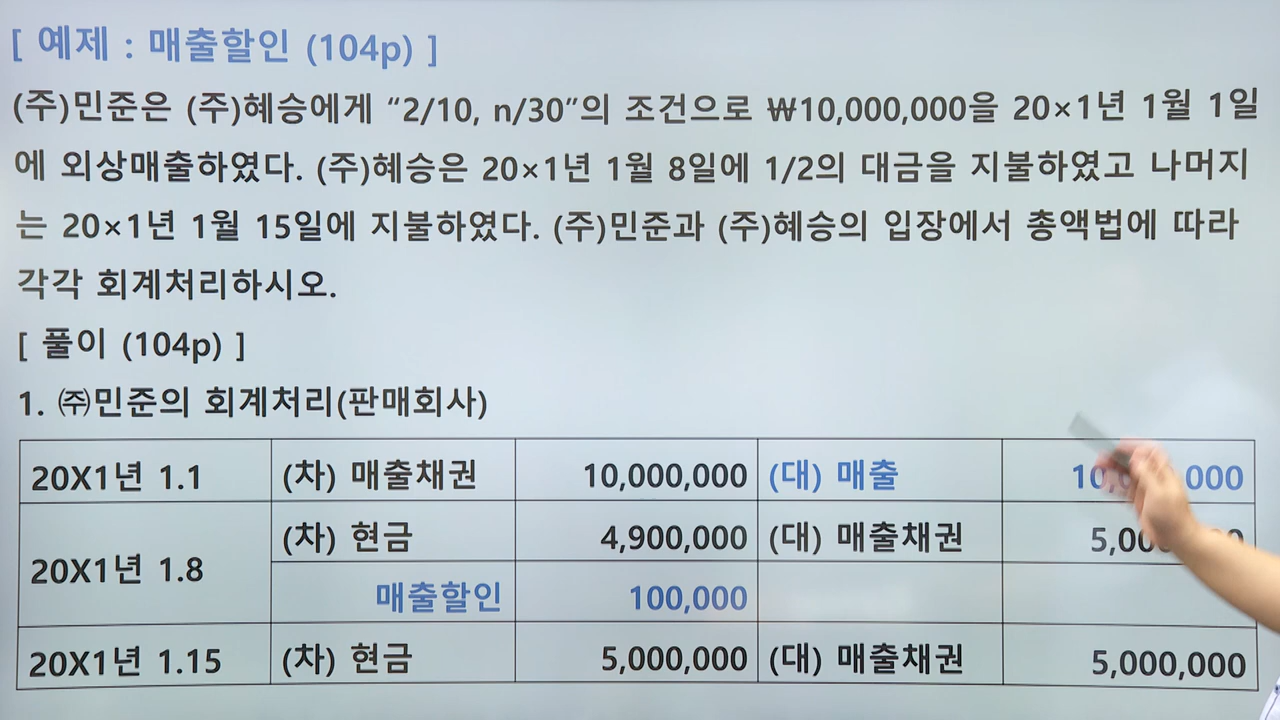 [ 예제 : 매출할인 (104p) ]
(주)민준은 (주)혜승에게 “2/10, n/30”의 조건으로 ₩10,000,000을 20×1년 1월 1일
에 외상매출하였다. (주)혜승은 20×1년 1월 8일에 1/2의 대금을 지불하였고 나머지
는 20×1년 1월 15일에 지불하였다. (주)민준과 (주)혜승의 입장에서 총액법에 따라
각각 회계처리하시오.
[ 풀이 (104p) ]
1. ㈜민준의 회계처리(판매회사)
20X1년 1.1 (차) 매출채권 10,000,000 (대) 매출
20X1년 1.8 (차) 현금 4,900,000 (대) 매출채권
매출할인 100,000
20X1년 1.15 (차) 현금 5,000,000 (대) 매출채권 5,000,000